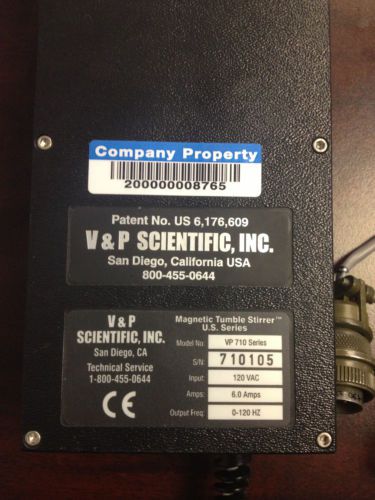 Company Property
200000008765
Patent No. US 6,176,609
V & P SCIENTIFIC, INC.
San Diego, California USA
800-455-0644
V & P
SCIENTIFIC, INC.
San Diego, CA
Technical Service
1-800-455-0644
CE
Magnetic Tumble Stirrer™
U.S. Series
Model No: VP 710 Series
S/N: 710105
Input: 120 VAC
Amps: 6.0 Amps
Output Freq: 0-120 HZ